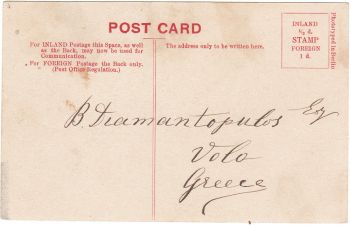 POST CARD
For INLAND Postage this Space, as well
as the Back, may now be used for
Communication.
For FOREIGN Postage the Back only.
(Post Office Regulation.)
The address only to be written here.
INLAND
½ d.
STAMP
FOREIGN
1 d.
Phototyped in Berlin
B. Diamantopulos Esq
Volo
Greece